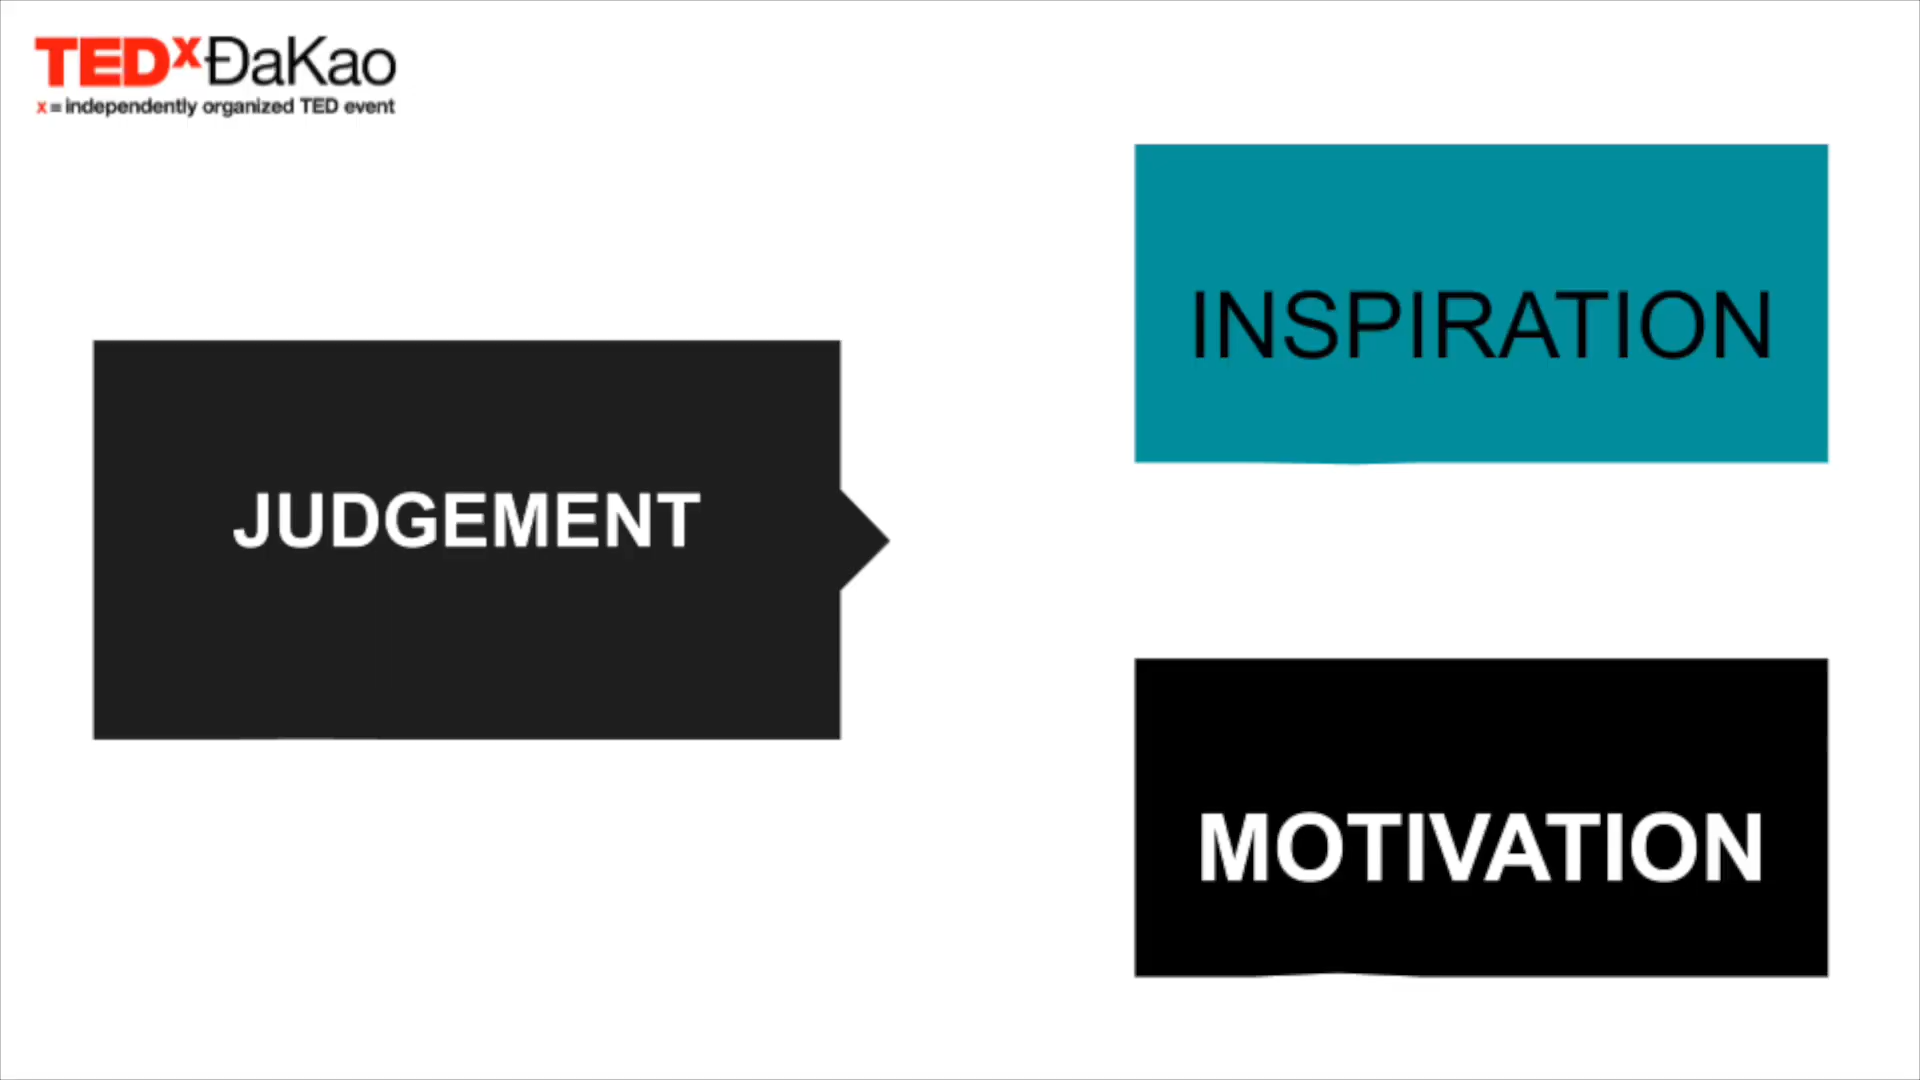 TEDxĐaKao
x = independently organized TED event
JUDGEMENT
INSPIRATION
MOTIVATION